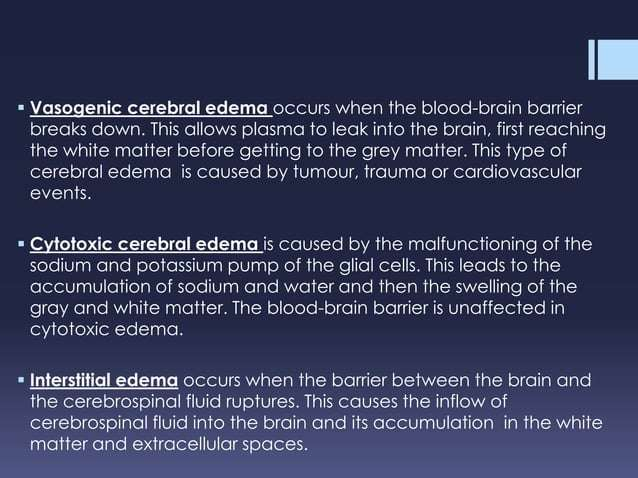 ▪ Vasogenic cerebral edema occurs when the blood-brain barrier
breaks down. This allows plasma to leak into the brain, first reaching
the white matter before getting to the grey matter. This type of
cerebral edema is caused by tumour, trauma or cardiovascular
events.
▪ Cytotoxic cerebral edema is caused by the malfunctioning of the
sodium and potassium pump of the glial cells. This leads to the
accumulation of sodium and water and then the swelling of the
gray and white matter. The blood-brain barrier is unaffected in
cytotoxic edema.
▪ Interstitial edema occurs when the barrier between the brain and
the cerebrospinal fluid ruptures. This causes the inflow of
cerebrospinal fluid into the brain and its accumulation in the white
matter and extracellular spaces.